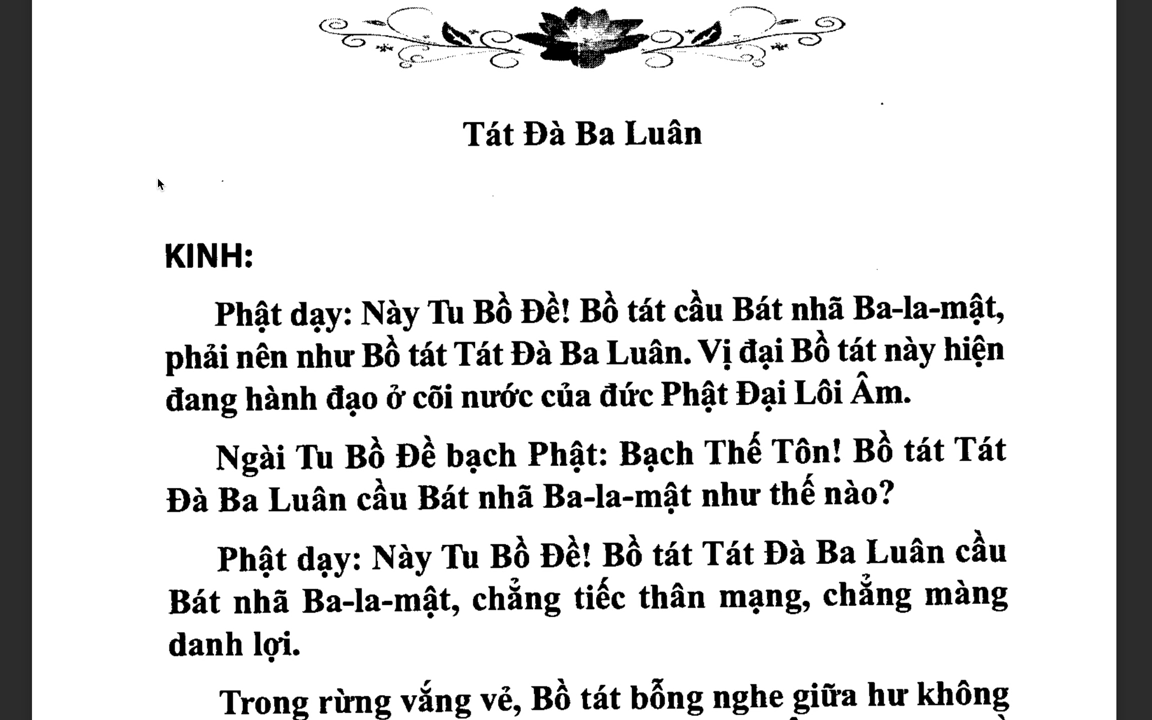 Tát Đà Ba Luân
KINH:
Phật dạy: Này Tu Bồ Đề! Bồ tát cầu Bát nhã Ba-la-mật,
phải nên như Bồ tát Tát Đà Ba Luân. Vị đại Bồ tát này hiện
đang hành đạo ở cõi nước của đức Phật Đại Lôi Âm.
Ngài Tu Bồ Đề bạch Phật: Bạch Thế Tôn! Bồ tát Tát
Đà Ba Luân cầu Bát nhã Ba-la-mật như thế nào?
Phật dạy: Này Tu Bồ Đề! Bồ tát Tát Đà Ba Luân cầu
Bát nhã Ba-la-mật, chẳng tiếc thân mạng, chẳng màng
danh lợi.
Trong rừng vắng vẻ, Bồ tát bỗng nghe giữa hư không